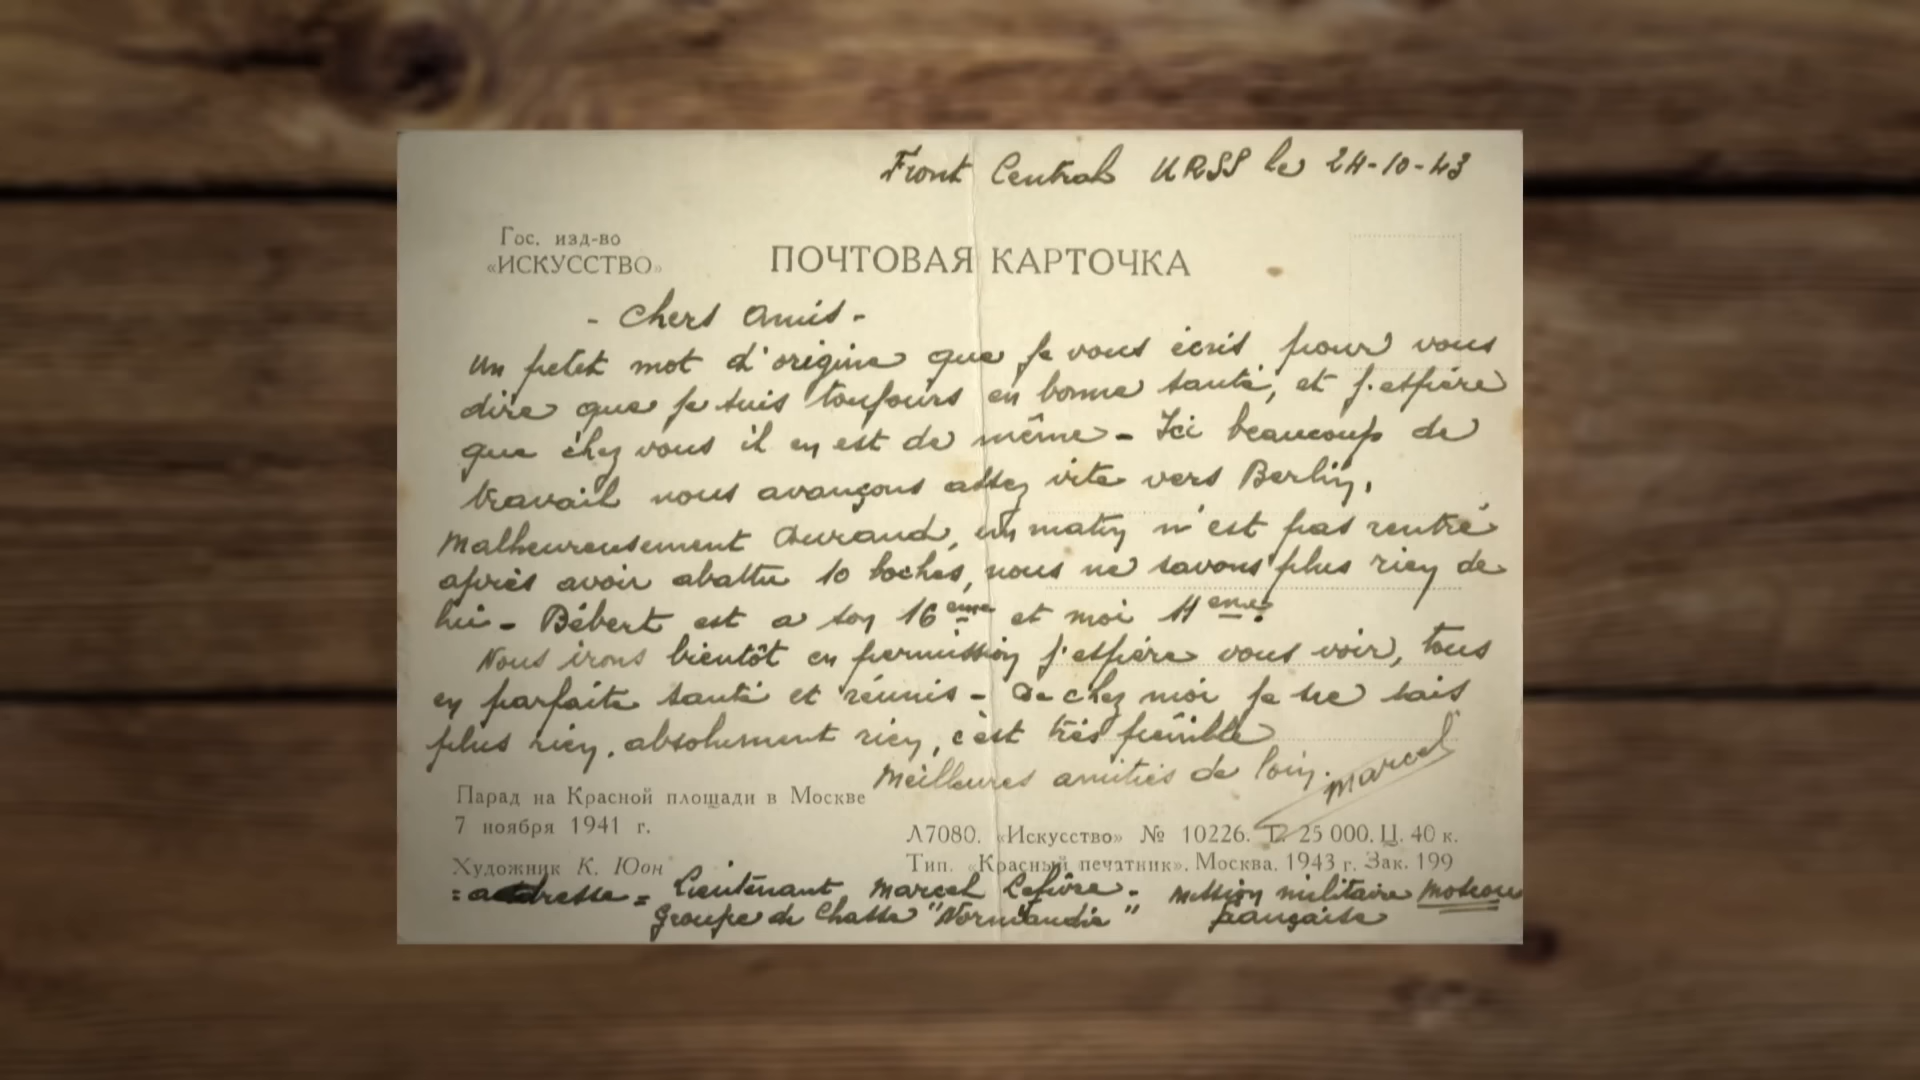 Front Central URSS le 24-10-43
Гос. изд-во
«ИСКУССТВО»
ПОЧТОВАЯ КАРТОЧКА
- Chers Amis -
Un petit mot d'origine que je vous écris pour vous
dire que je suis toujours en bonne santé, et j'espère
que chez vous il en est de même - Ici beaucoup de
travail nous avançons assez vite vers Berlin.
Malheureusement Durand, un matin n'est pas rentré
après avoir abattu 10 boches, nous ne savons plus rien de
lui - Bébert est a son 16eme et moi 11eme.
Nous irons bientôt en permission j'espère vous voir, tous
en parfaite santé et réunis - De chez moi je ne sais
plus rien, absolument rien, c'est très pénible
Meilleures amitiés de loin. Marcel
Парад на Красной площади в Москве
7 ноября 1941 г.
Художник К. Юон
Л7080. «Искусство» № 10226. Т. 25 000. Ц. 40 к.
Тип. «Красный печатник». Москва. 1943 г. Зак. 199
= addresse = Lieutenant Marcel Lefèvre - Mission militaire Moscou
Groupe de Chasse "Normandie" française